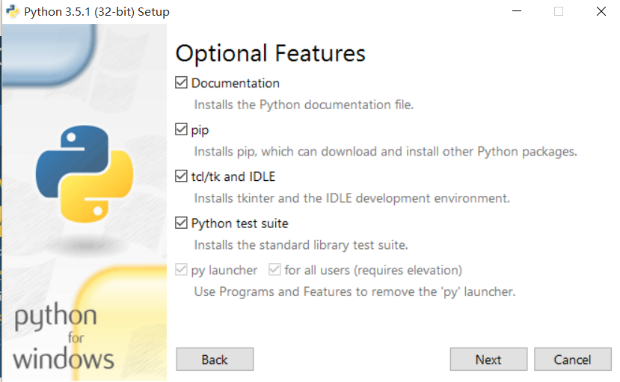 Python 3.5.1 (32-bit) Setup
Optional Features
Documentation
Installs the Python documentation file.
pip
Installs pip, which can download and install other Python packages.
tcl/tk and IDLE
Installs tkinter and the IDLE development environment.
Python test suite
Installs the standard library test suite.
py launcher for all users (requires elevation)
Use Programs and Features to remove the 'py' launcher.
python
for
windows
Back Next Cancel